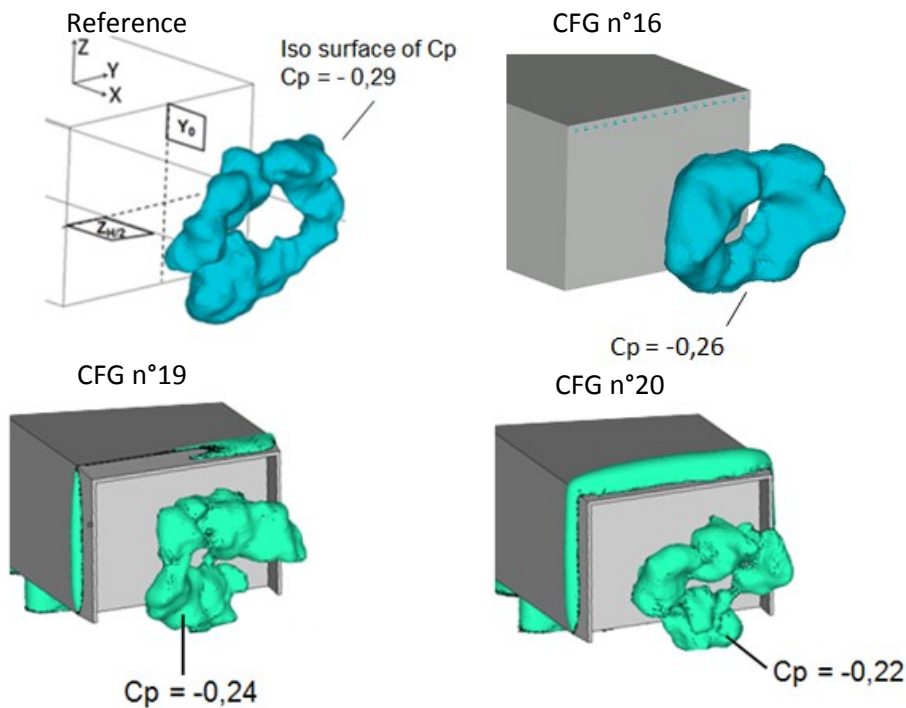 Reference
CFG n°16
Iso surface of Cp
Cp = - 0,29
Z
Y
X
Y₀
Z_H/2
Cp = -0,26
CFG n°19
CFG n°20
Cp = -0,24
Cp = -0,22